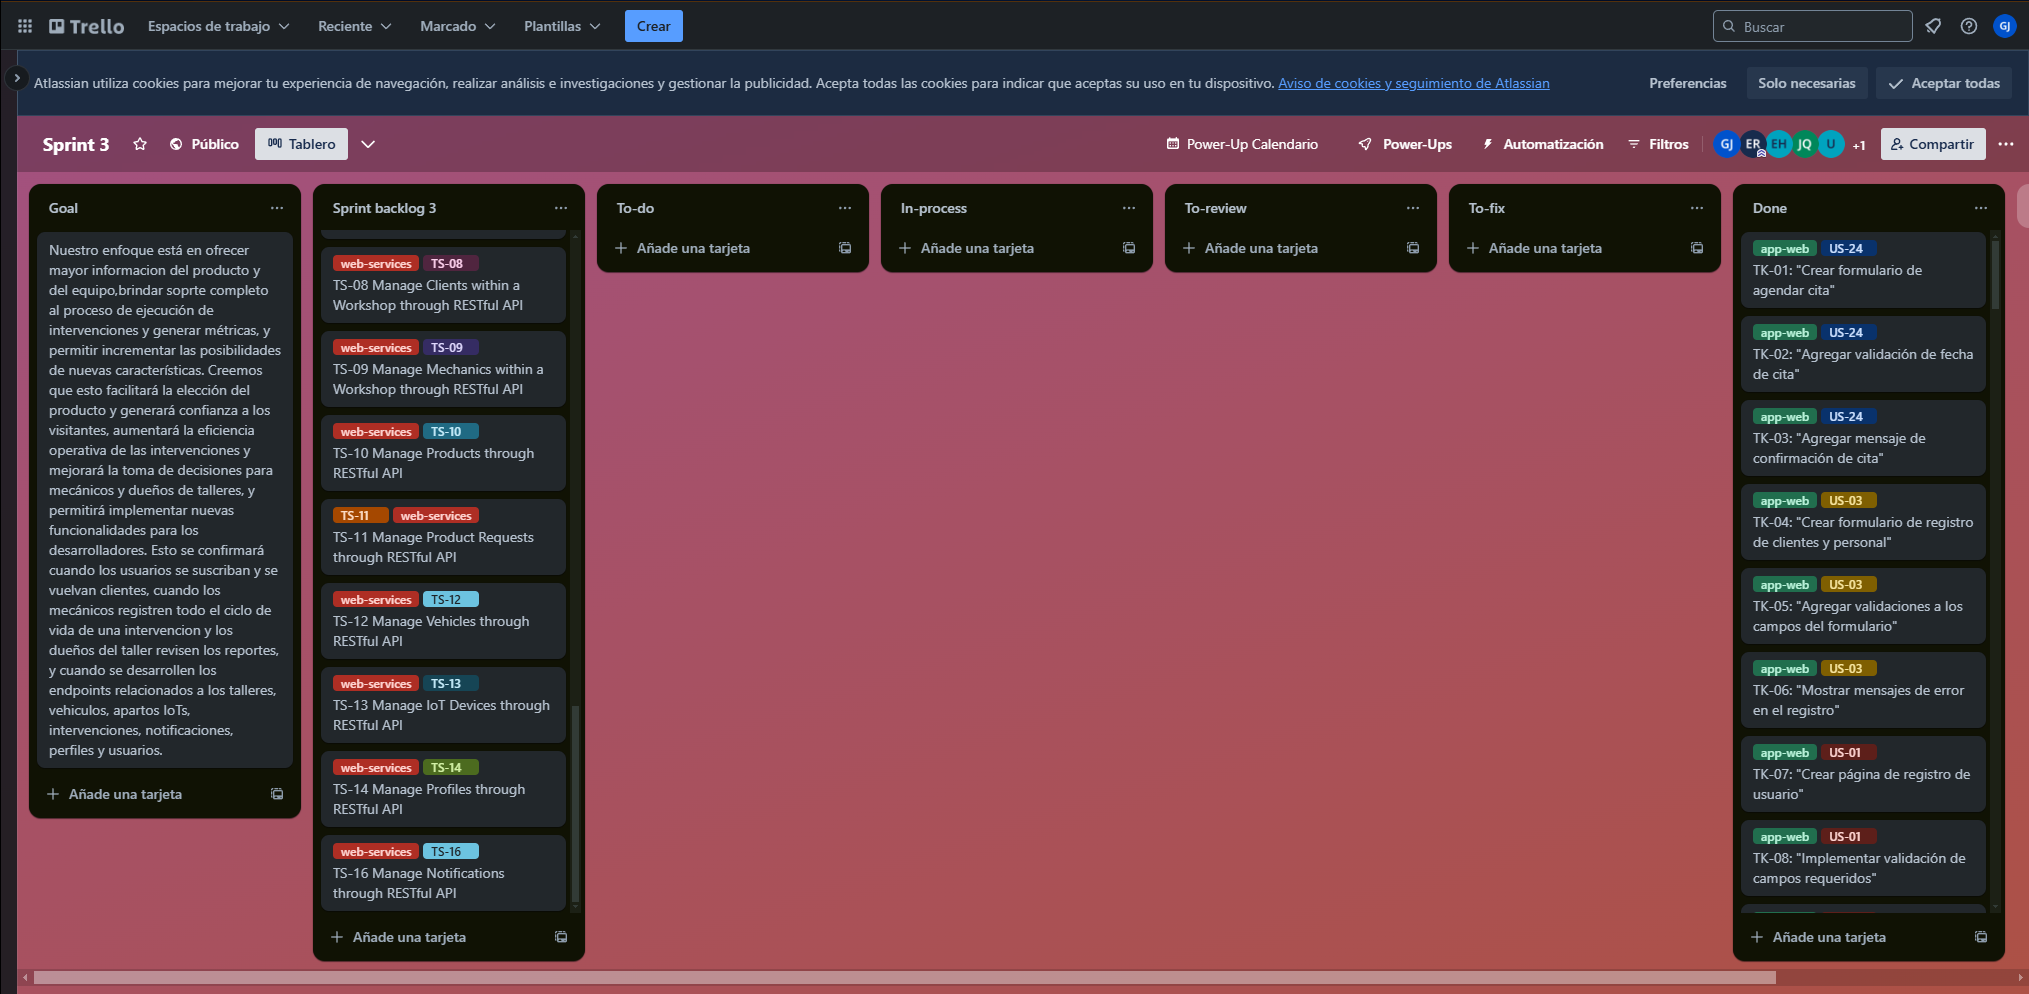 Trello
Espacios de trabajo
Reciente
Marcado
Plantillas
Crear
Buscar
GJ
Atlassian utiliza cookies para mejorar tu experiencia de navegación, realizar análisis e investigaciones y gestionar la publicidad. Acepta todas las cookies para indicar que aceptas su uso en tu dispositivo. Aviso de cookies y seguimiento de Atlassian
Preferencias
Solo necesarias
Aceptar todas
Sprint 3
Público
Tablero
Power-Up Calendario
Power-Ups
Automatización
Filtros
GJ
ER
EH
JQ
U
+1
Compartir
Goal
Nuestro enfoque está en ofrecer
mayor informacion del producto y
del equipo,brindar soprte completo
al proceso de ejecución de
intervenciones y generar métricas, y
permitir incrementar las posibilidades
de nuevas características. Creemos
que esto facilitará la elección del
producto y generará confianza a los
visitantes, aumentará la eficiencia
operativa de las intervenciones y
mejorará la toma de decisiones para
mecánicos y dueños de talleres, y
permitirá implementar nuevas
funcionalidades para los
desarrolladores. Esto se confirmará
cuando los usuarios se suscriban y se
vuelvan clientes, cuando los
mecánicos registren todo el ciclo de
vida de una intervencion y los
dueños del taller revisen los reportes,
y cuando se desarrollen los
endpoints relacionados a los talleres,
vehiculos, apartos IoTs,
intervenciones, notificaciones,
perfiles y usuarios.
Añade una tarjeta
Sprint backlog 3
web-services TS-08
TS-08 Manage Clients within a
Workshop through RESTful API
web-services TS-09
TS-09 Manage Mechanics within a
Workshop through RESTful API
web-services TS-10
TS-10 Manage Products through
RESTful API
TS-11 web-services
TS-11 Manage Product Requests
through RESTful API
web-services TS-12
TS-12 Manage Vehicles through
RESTful API
web-services TS-13
TS-13 Manage IoT Devices through
RESTful API
web-services TS-14
TS-14 Manage Profiles through
RESTful API
web-services TS-16
TS-16 Manage Notifications
through RESTful API
Añade una tarjeta
To-do
Añade una tarjeta
In-process
Añade una tarjeta
To-review
Añade una tarjeta
To-fix
Añade una tarjeta
Done
app-web US-24
TK-01: "Crear formulario de
agendar cita"
app-web US-24
TK-02: "Agregar validación de fecha
de cita"
app-web US-24
TK-03: "Agregar mensaje de
confirmación de cita"
app-web US-03
TK-04: "Crear formulario de registro
de clientes y personal"
app-web US-03
TK-05: "Agregar validaciones a los
campos del formulario"
app-web US-03
TK-06: "Mostrar mensajes de error
en el registro"
app-web US-01
TK-07: "Crear página de registro de
usuario"
app-web US-01
TK-08: "Implementar validación de
campos requeridos"
Añade una tarjeta